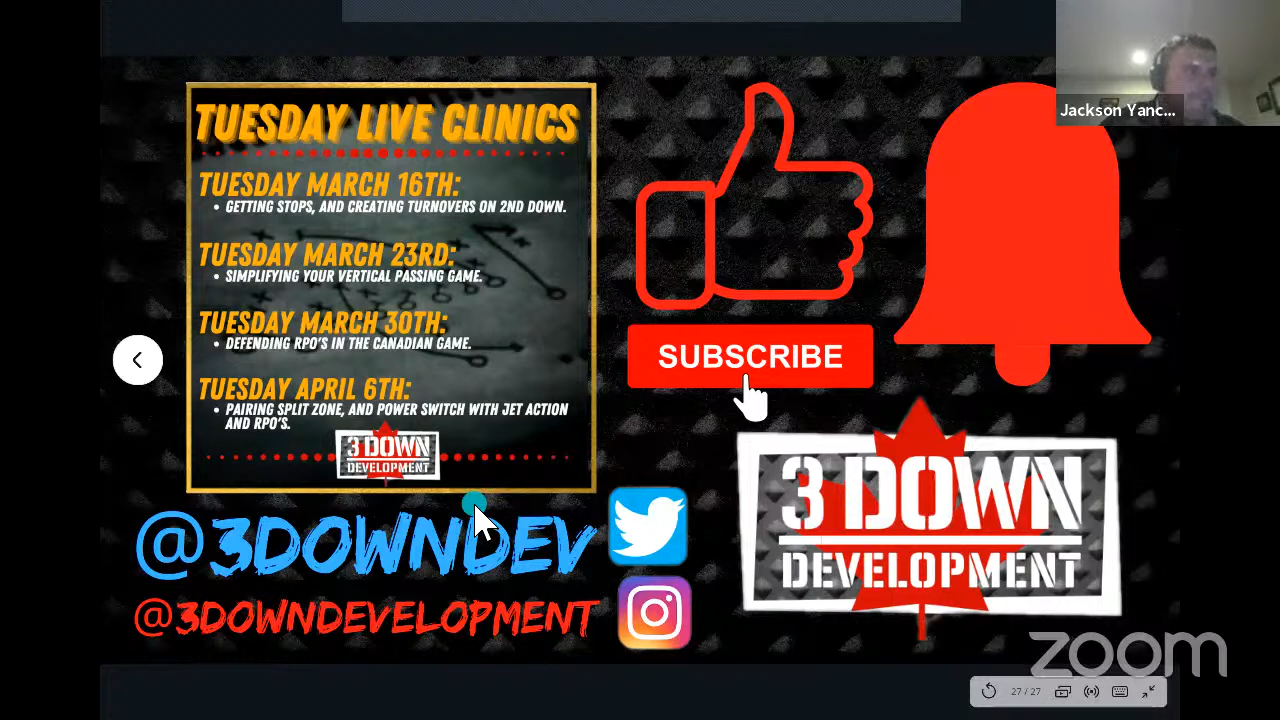 Jackson Yanc...
TUESDAY LIVE CLINICS
TUESDAY MARCH 16TH:
• GETTING STOPS, AND CREATING TURNOVERS ON 2ND DOWN.
TUESDAY MARCH 23RD:
• SIMPLIFYING YOUR VERTICAL PASSING GAME.
TUESDAY MARCH 30TH:
• DEFENDING RPO'S IN THE CANADIAN GAME.
TUESDAY APRIL 6TH:
• PAIRING SPLIT ZONE, AND POWER SWITCH WITH JET ACTION
AND RPO'S.
3 DOWN
DEVELOPMENT
SUBSCRIBE
@3DOWNDEV
@3DOWNDEVELOPMENT
3 DOWN
DEVELOPMENT
zoom
27 / 27